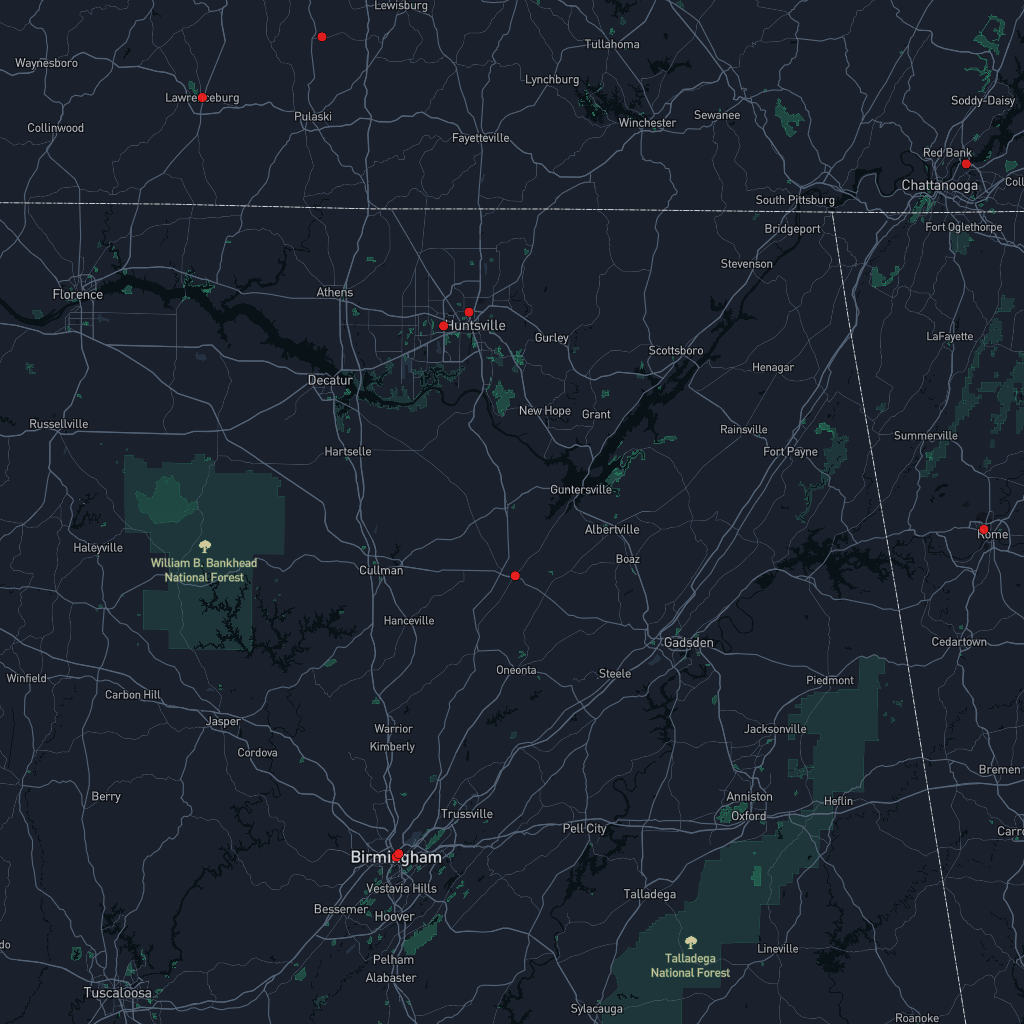 Lewisburg
Tullahoma
Waynesboro
Lynchburg
Lawrenceburg
Soddy-Daisy
Pulaski
Sewanee
Winchester
Collinwood
Fayetteville
Red Bank
Chattanooga
South Pittsburg
Fort Oglethorpe
Bridgeport
Stevenson
Athens
Florence
Huntsville
Gurley
LaFayette
Scottsboro
Henagar
Decatur
New Hope
Grant
Russellville
Rainsville
Summerville
Hartselle
Fort Payne
Guntersville
Albertville
Rome
Haleyville
Boaz
William B. Bankhead
National Forest
Cullman
Hanceville
Gadsden
Cedartown
Oneonta
Steele
Winfield
Piedmont
Carbon Hill
Jasper
Warrior
Jacksonville
Kimberly
Cordova
Bremen
Berry
Anniston
Heflin
Trussville
Oxford
Pell City
Birmingham
Vestavia Hills
Talladega
Bessemer
Hoover
Lineville
Talladega
National Forest
Pelham
Alabaster
Tuscaloosa
Sylacauga
Roanoke